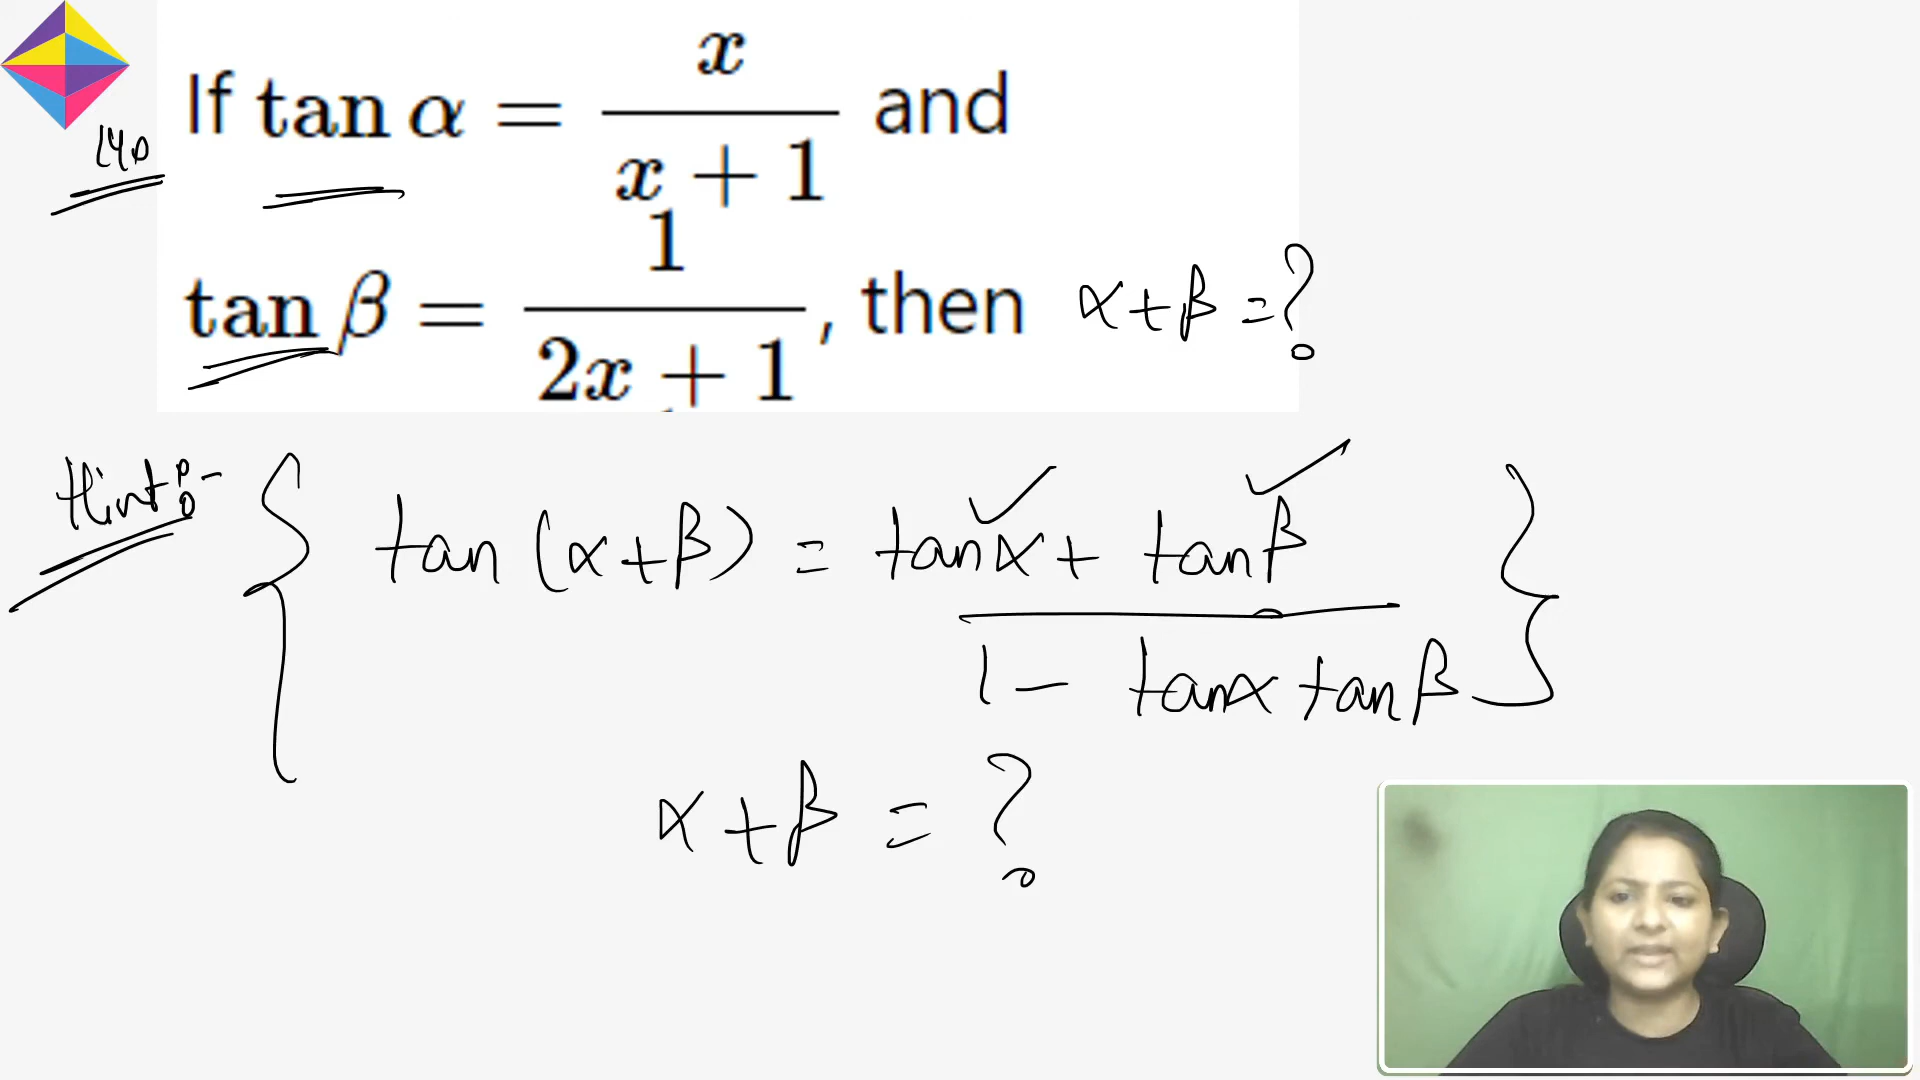 If tan α = x / (x + 1) and
140
tan β = 1 / (2x + 1), then α+β = ?
Hint:- { tan (α+β) = (tanα + tanβ) / (1 - tanα tanβ) }
α+β = ?